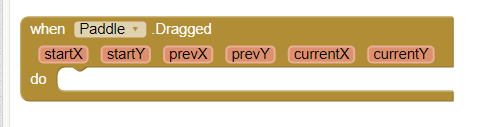 when Paddle .Dragged
startX startY prevX prevY currentX currentY
do